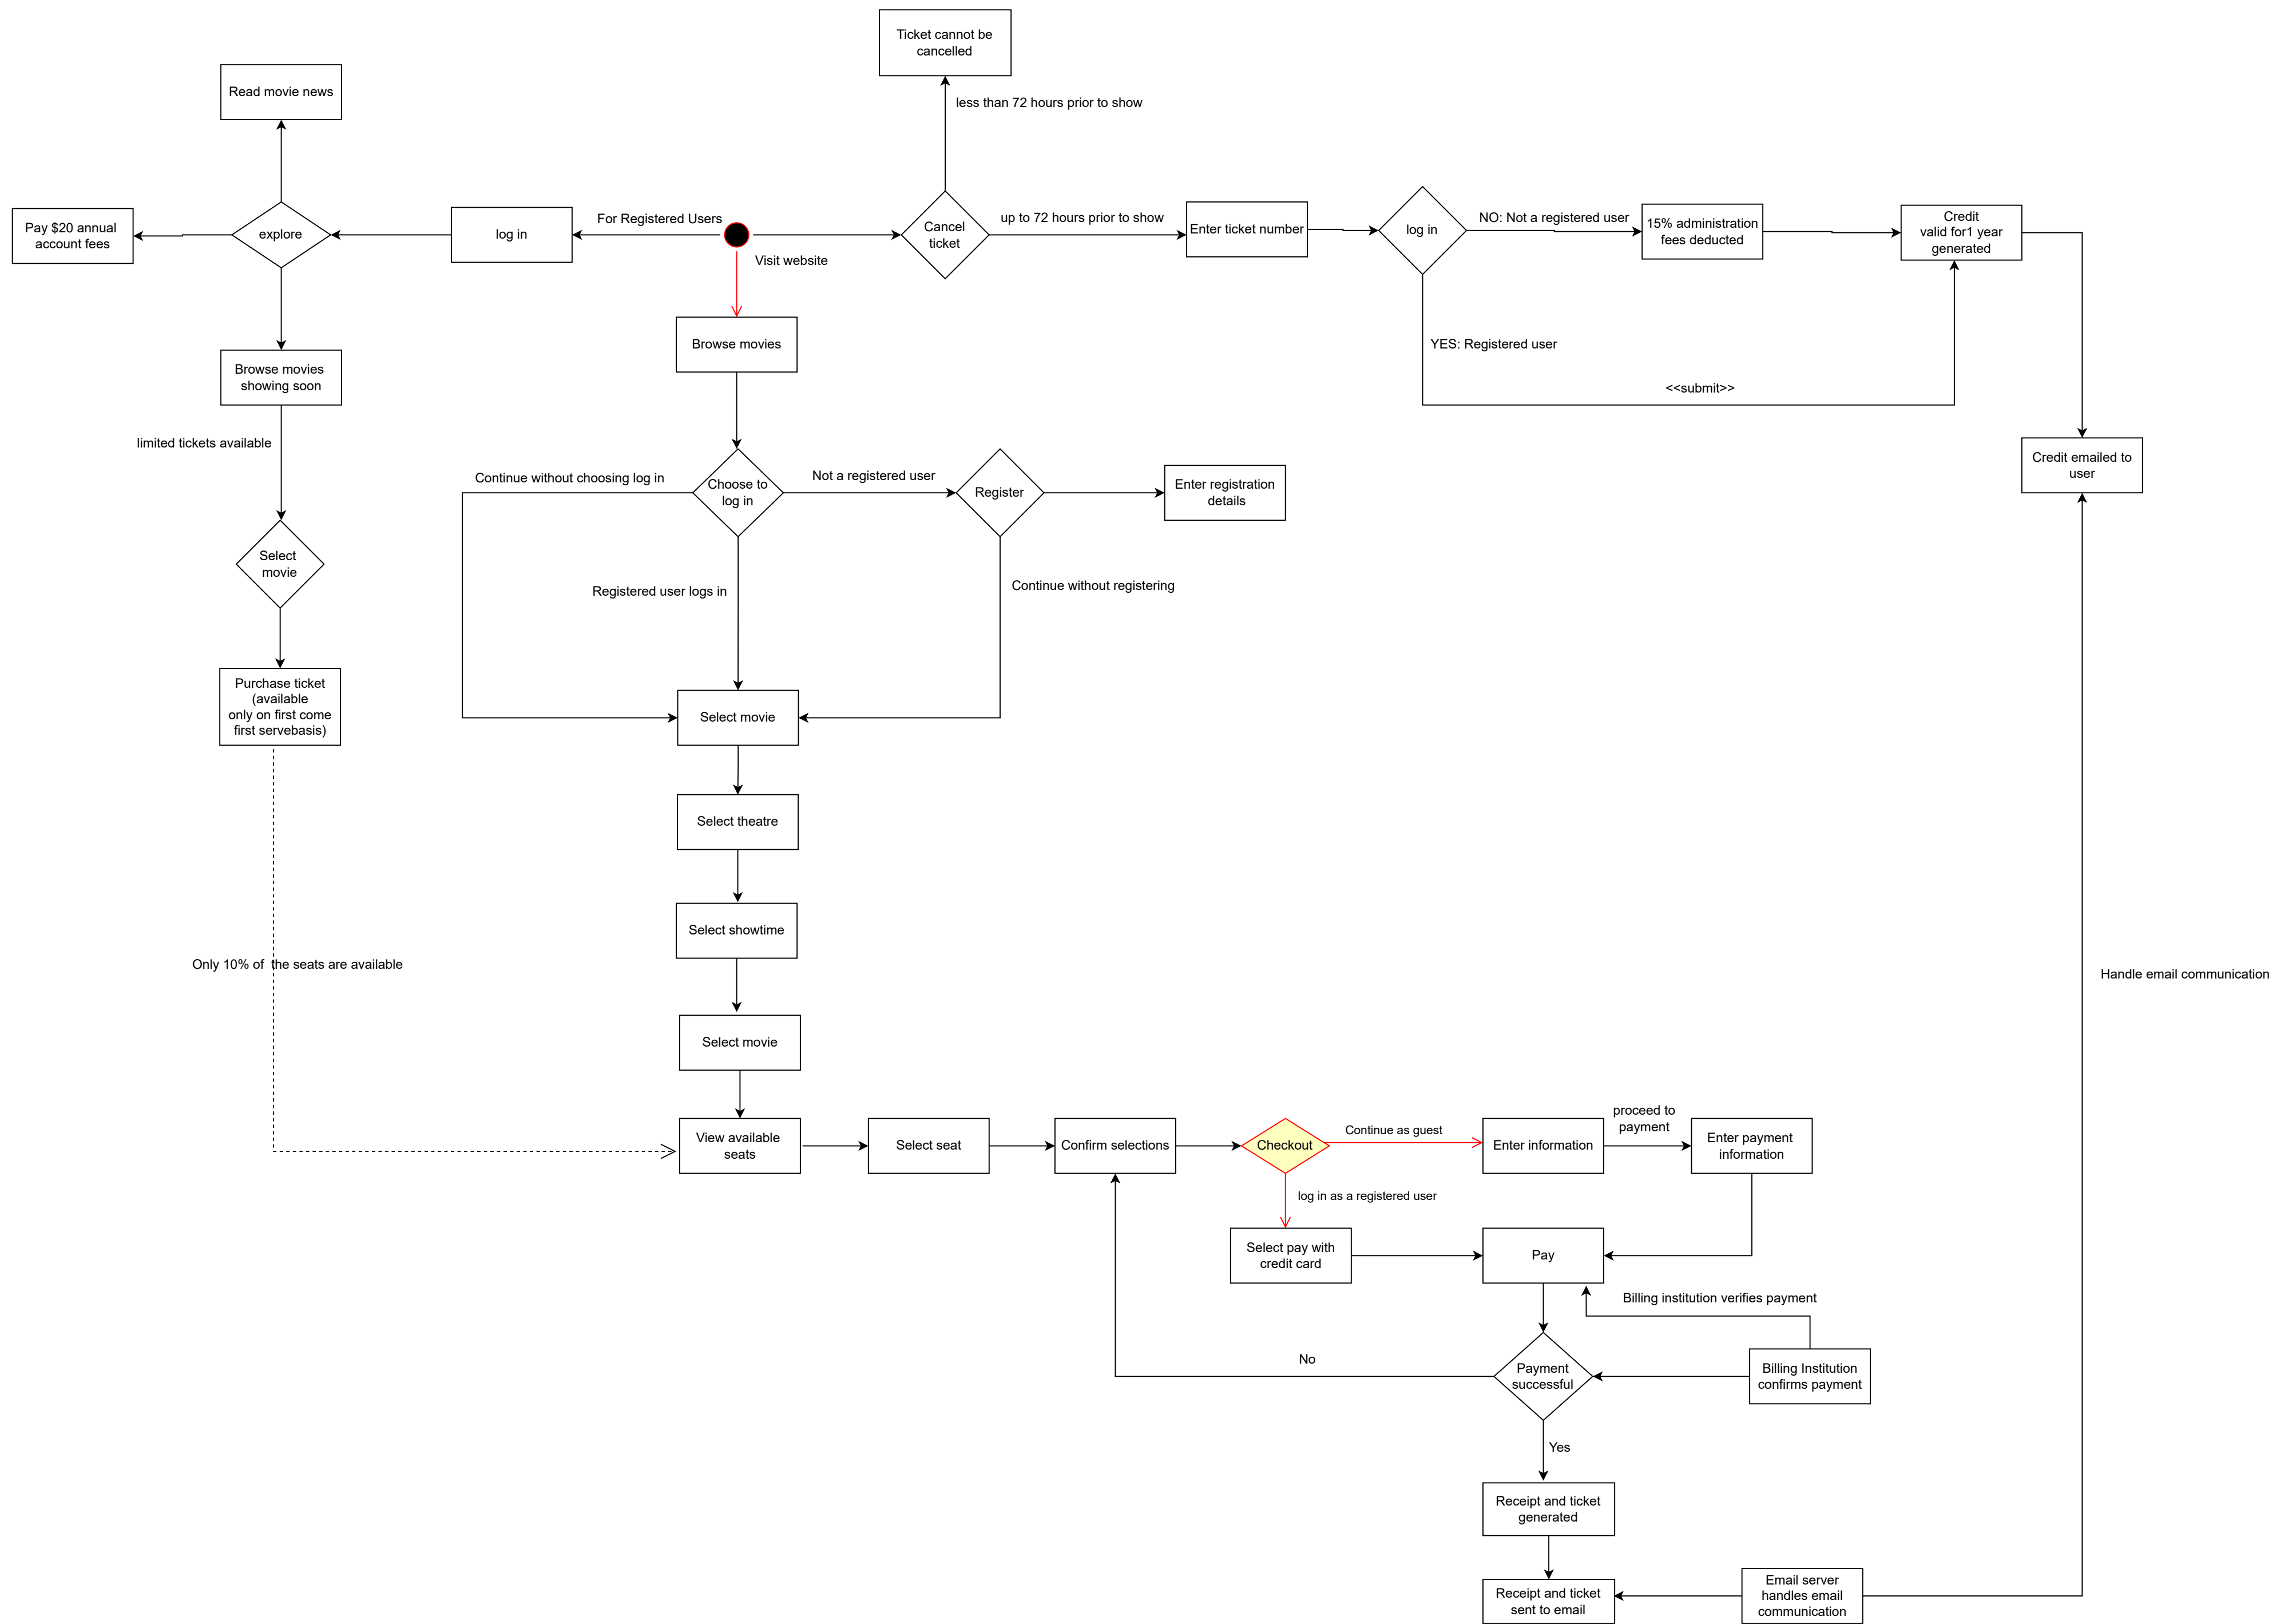 Ticket cannot be
cancelled
Read movie news
less than 72 hours prior to show
Pay $20 annual
account fees
explore
log in
For Registered Users
Visit website
Cancel
ticket
up to 72 hours prior to show
Enter ticket number
log in
NO: Not a registered user
15% administration
fees deducted
Credit
valid for1 year
generated
Browse movies
YES: Registered user
Browse movies
showing soon
<<submit>>
limited tickets available
Continue without choosing log in
Choose to
log in
Not a registered user
Register
Enter registration
details
Credit emailed to
user
Select
movie
Registered user logs in
Continue without registering
Purchase ticket
(available
only on first come
first servebasis)
Select movie
Select theatre
Select showtime
Only 10% of  the seats are available
Handle email communication
Select movie
View available
seats
Select seat
Confirm selections
Checkout
Continue as guest
Enter information
proceed to
payment
Enter payment
information
log in as a registered user
Select pay with
credit card
Pay
Billing institution verifies payment
No
Payment
successful
Billing Institution
confirms payment
Yes
Receipt and ticket
generated
Receipt and ticket
sent to email
Email server
handles email
communication